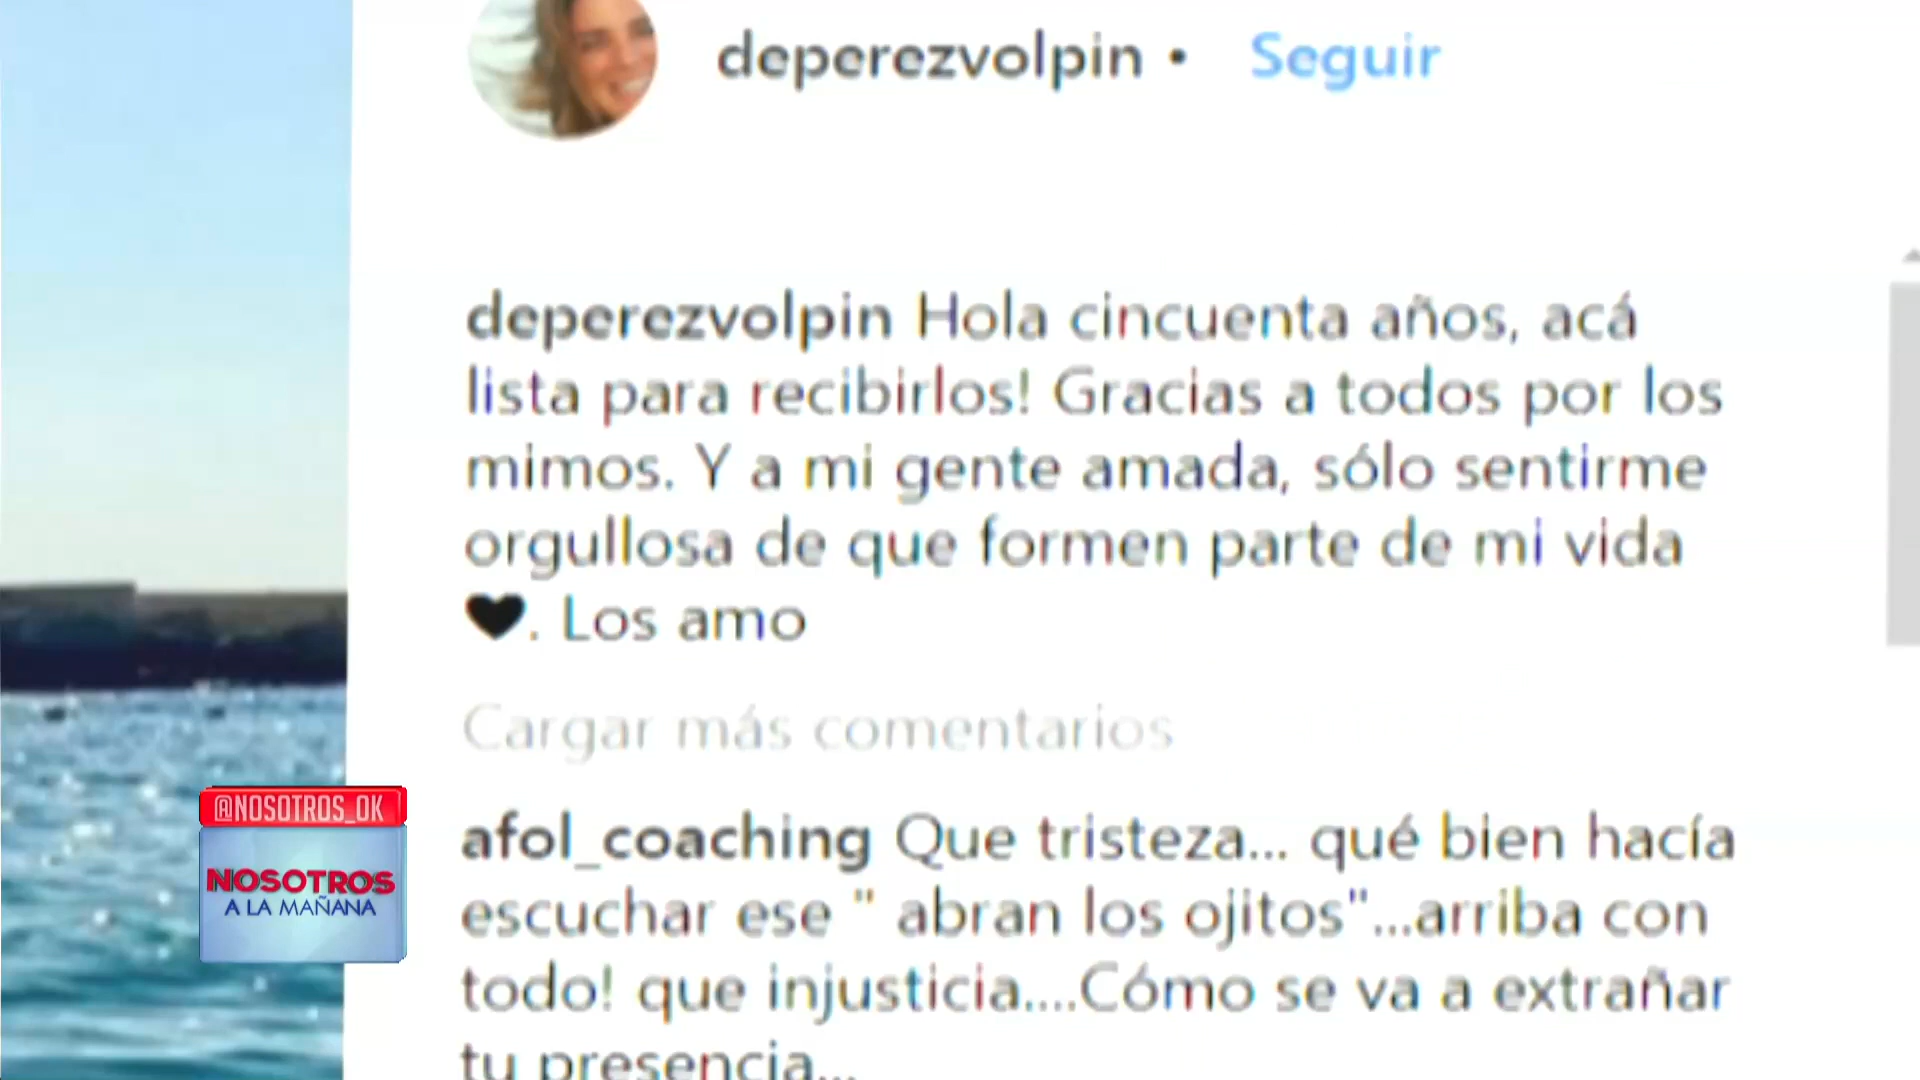 deperezvolpin • Seguir
deperezvolpin Hola cincuenta años, acá
lista para recibirlos! Gracias a todos por los
mimos. Y a mi gente amada, sólo sentirme
orgullosa de que formen parte de mi vida
🖤. Los amo
Cargar más comentarios
afol_coaching Que tristeza... qué bien hacía
escuchar ese " abran los ojitos"...arriba con
todo! que injusticia....Cómo se va a extrañar
tu presencia...
@NOSOTROS_OK
NOSOTROS
A LA MAÑANA